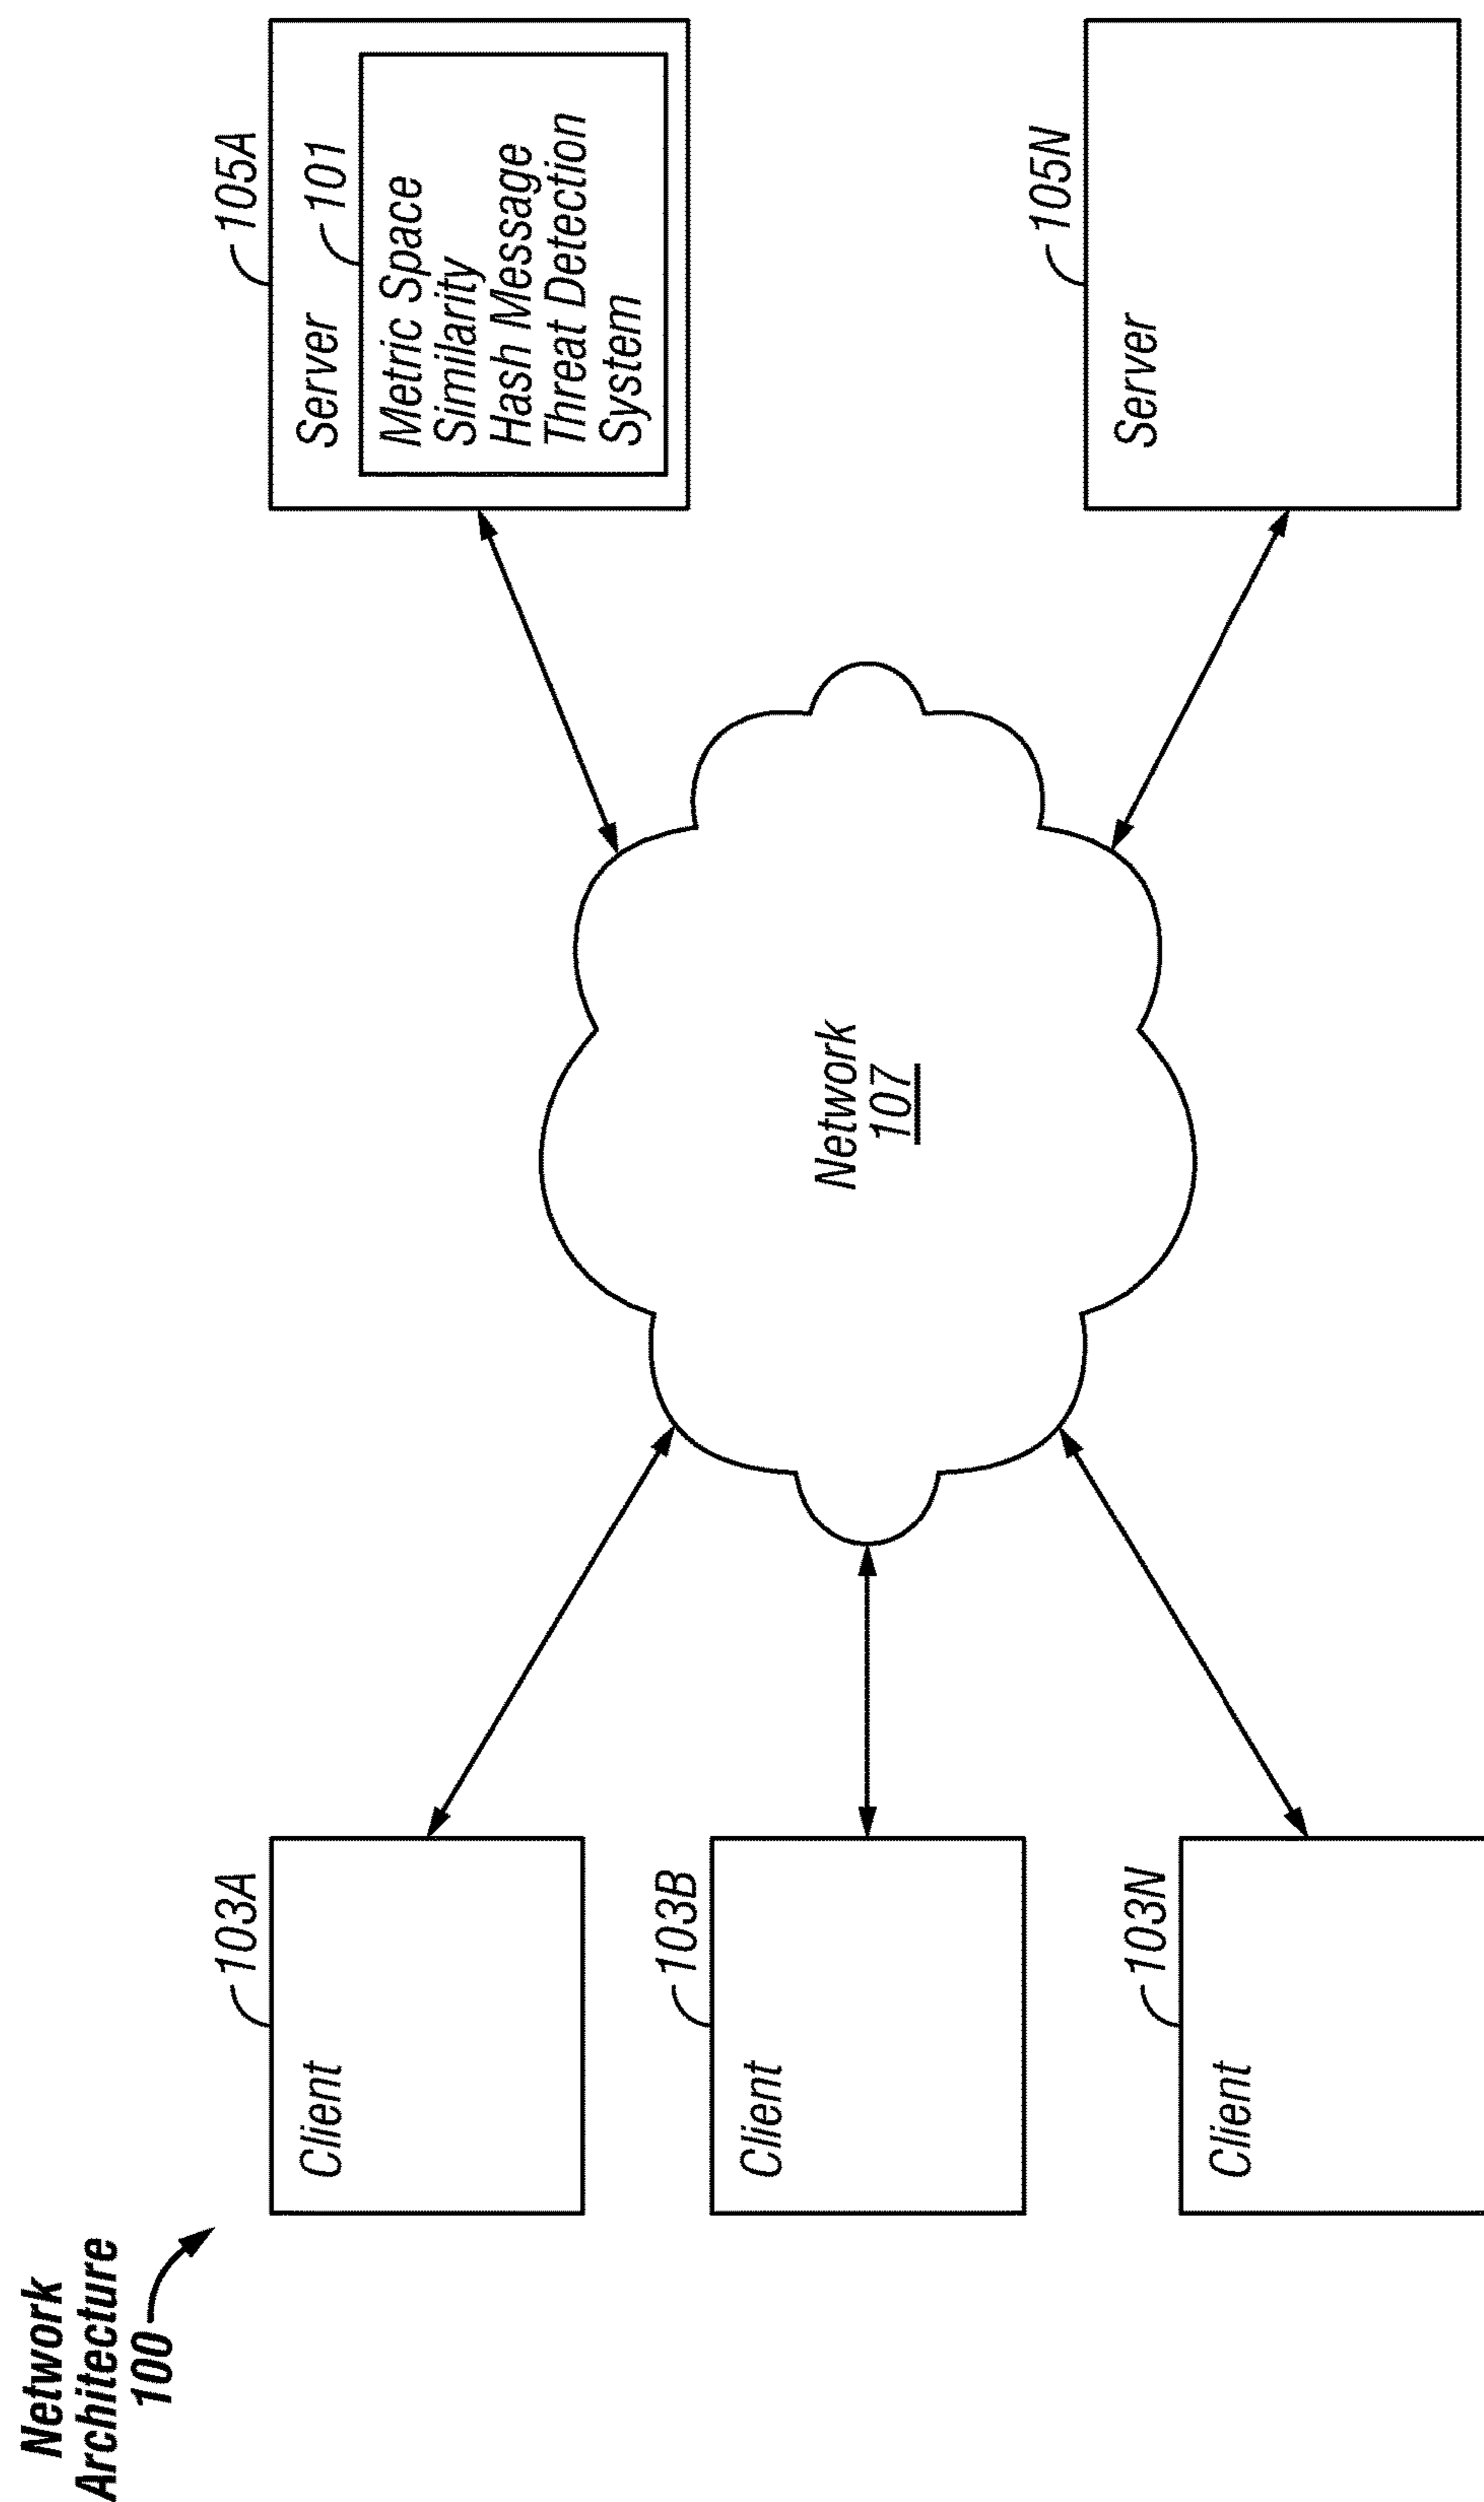 Network
Architecture
100
103A
Client
103B
Client
103N
Client
Network
107
105A
Server
101
Metric Space
Similarity
Hash Message
Threat Detection
System
105N
Server